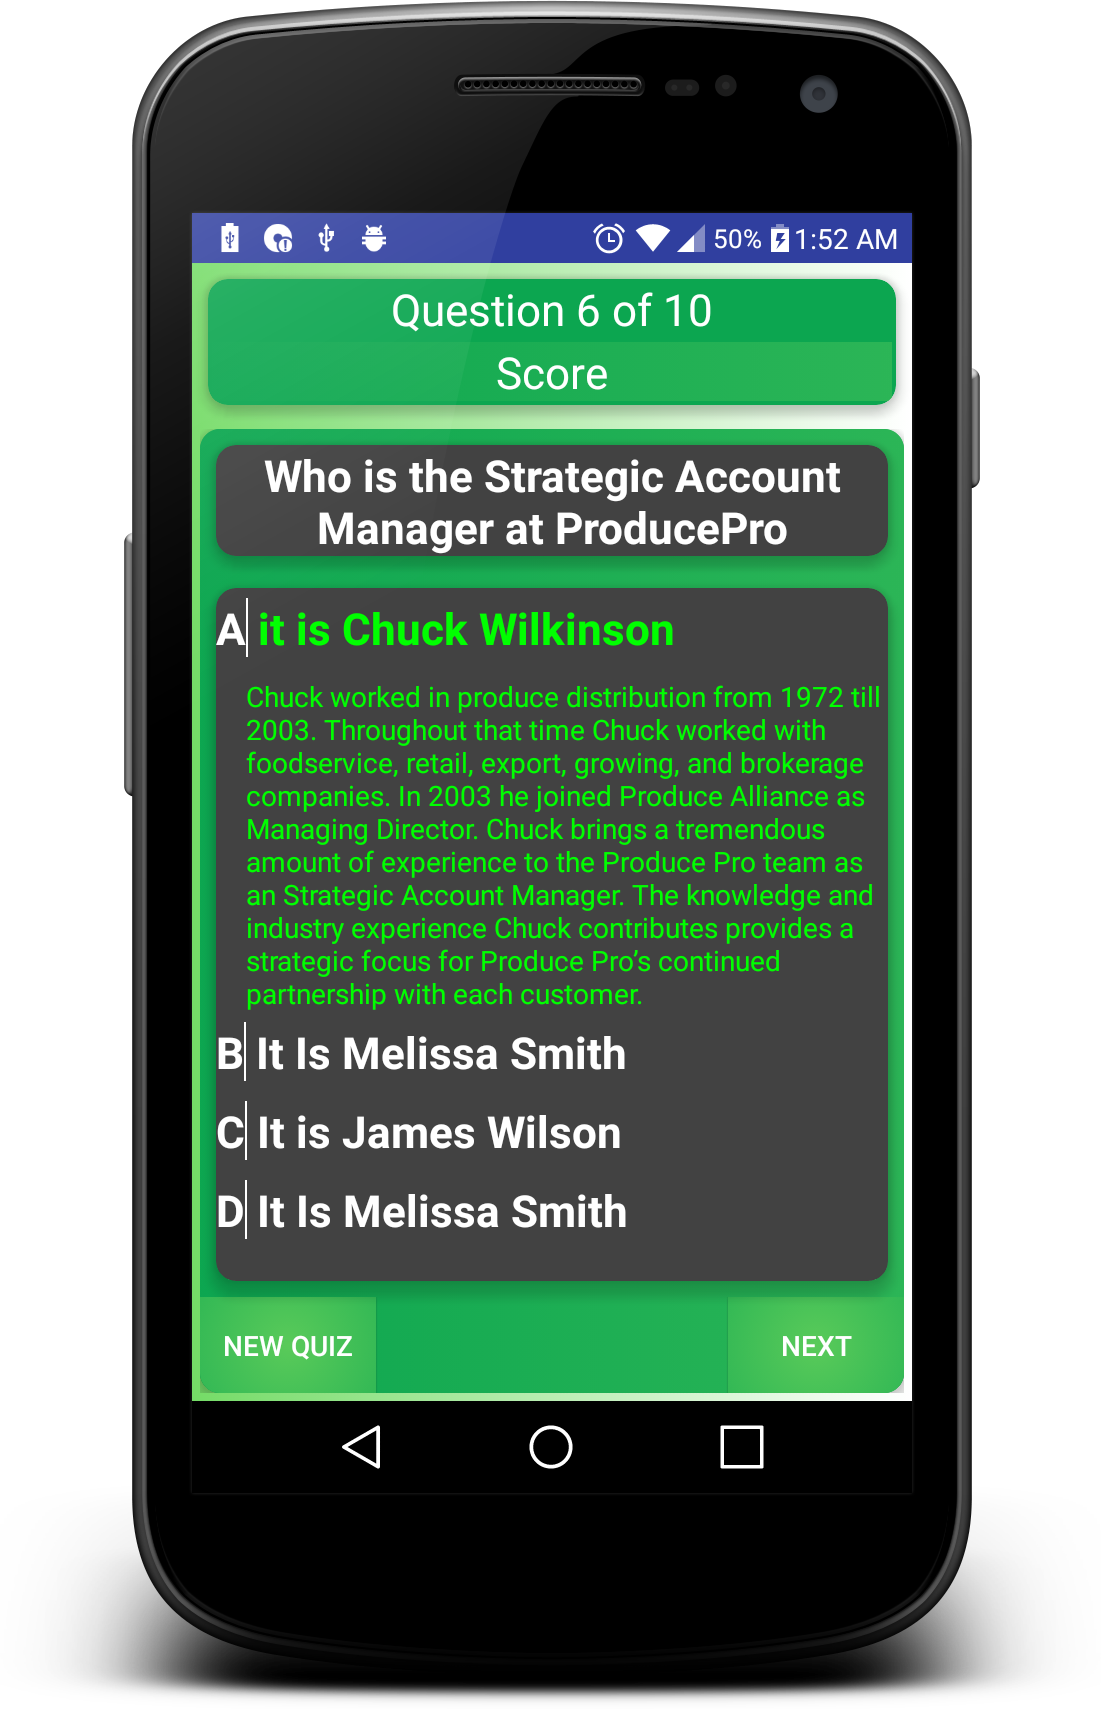 50% 1:52 AM
Question 6 of 10
Score
Who is the Strategic Account
Manager at ProducePro
A it is Chuck Wilkinson
Chuck worked in produce distribution from 1972 till
2003. Throughout that time Chuck worked with
foodservice, retail, export, growing, and brokerage
companies. In 2003 he joined Produce Alliance as
Managing Director. Chuck brings a tremendous
amount of experience to the Produce Pro team as
an Strategic Account Manager. The knowledge and
industry experience Chuck contributes provides a
strategic focus for Produce Pro’s continued
partnership with each customer.
B It Is Melissa Smith
C It is James Wilson
D It Is Melissa Smith
NEW QUIZ NEXT